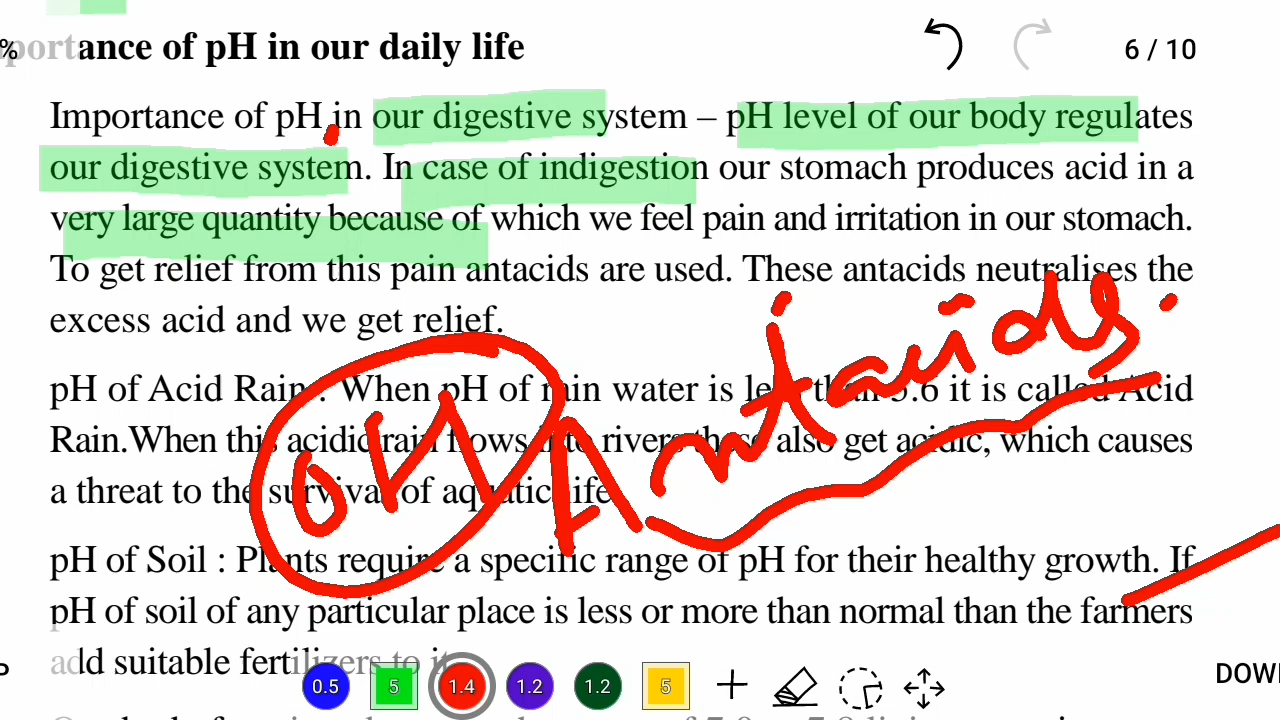 portance of pH in our daily life
6 / 10
Importance of pH in our digestive system – pH level of our body regulates
our digestive system. In case of indigestion our stomach produces acid in a
very large quantity because of which we feel pain and irritation in our stomach.
To get relief from this pain antacids are used. These antacids neutralises the
excess acid and we get relief.
Antacids.
OH
pH of Acid Rain : When pH of rain water is less than 5.6 it is called Acid
Rain.When this acidic rain flows into rivers these also get acidic, which causes
a threat to the survival of aquatic life
pH of Soil : Plants require a specific range of pH for their healthy growth. If
pH of soil of any particular place is less or more than normal than the farmers
add suitable fertilizers to it
0.5 5 1.4 1.2 1.2 5